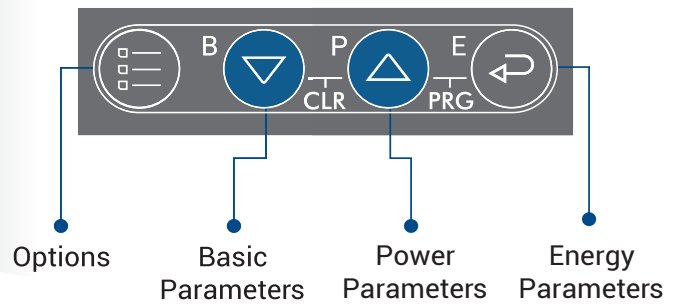 B P E
CLR PRG
Options Basic Power Energy
Parameters Parameters Parameters